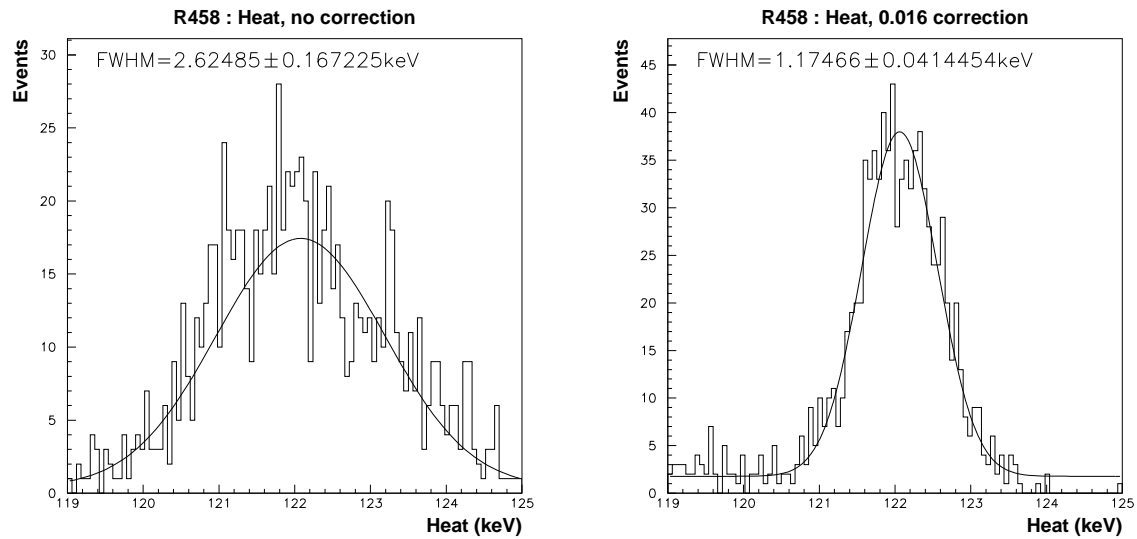 R458 : Heat, no correction
FWHM=2.62485±0.167225keV
Events
30
25
20
15
10
5
0
119 120 121 122 123 124 125
Heat (keV)
R458 : Heat, 0.016 correction
FWHM=1.17466±0.0414454keV
Events
45
40
35
30
25
20
15
10
5
0
119 120 121 122 123 124 125
Heat (keV)